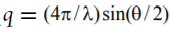 q = (4π/λ)sin(θ/2)